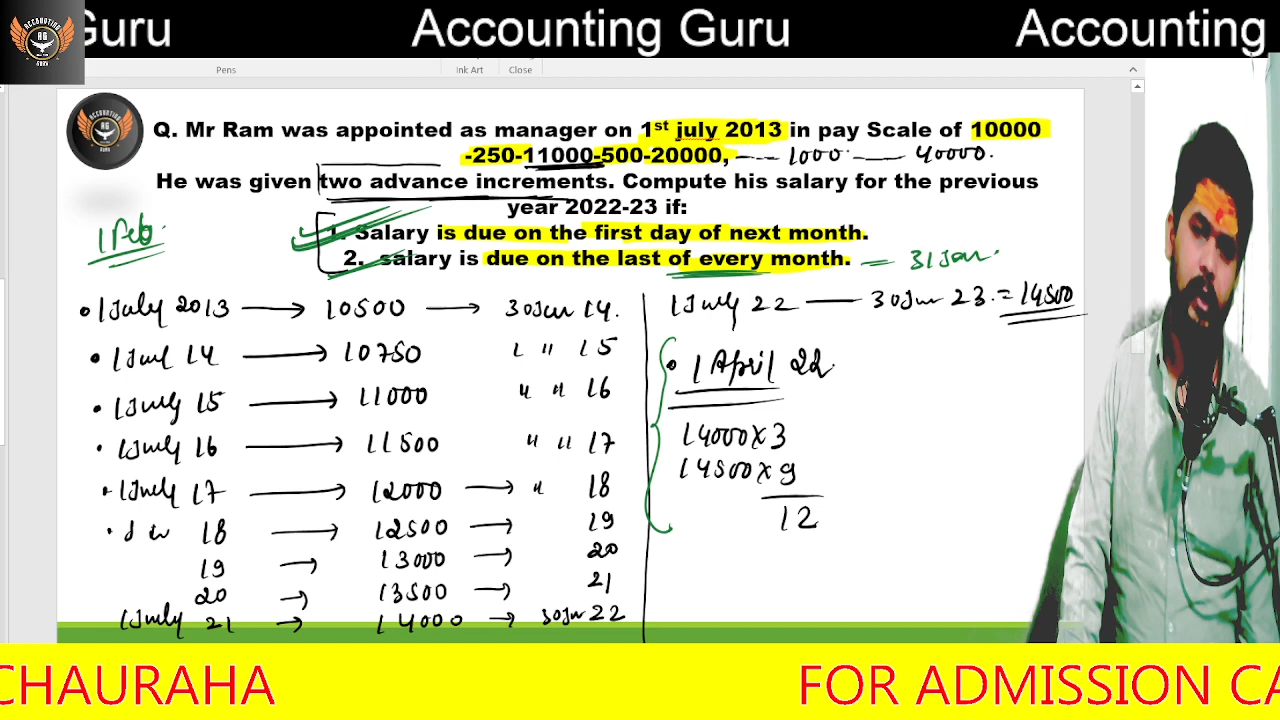 Guru Accounting Guru Accounting
ACCOUNTING
AG
GURU
Pens Ink Art Close
ACCOUNTING
AG
GURU
Q. Mr Ram was appointed as manager on 1st july 2013 in pay Scale of 10000
-250-11000-500-20000, 1000 40000.
He was given two advance increments. Compute his salary for the previous
year 2022-23 if:
1 Feb.
1. Salary is due on the first day of next month.
2. salary is due on the last of every month. = 31 Jan.
1 July 2013 → 10500 → 30 Jun 14.
1 Jul 14 → 10750 15
1 July 15 → 11000 " " 16
1 July 16 → 11500 " " 17
1 July 17 → 12000 → " 18
18 → 12500 → 19
19 → 13000 → 20
20 → 13500 → 21
1 July 21 → 14000 → 30 Jun 22
1 July 22 — 30 Jun 23. = 14500
1 April 22.
14000 x 3
14500 x 9
12
CHAURAHA FOR ADMISSION CA